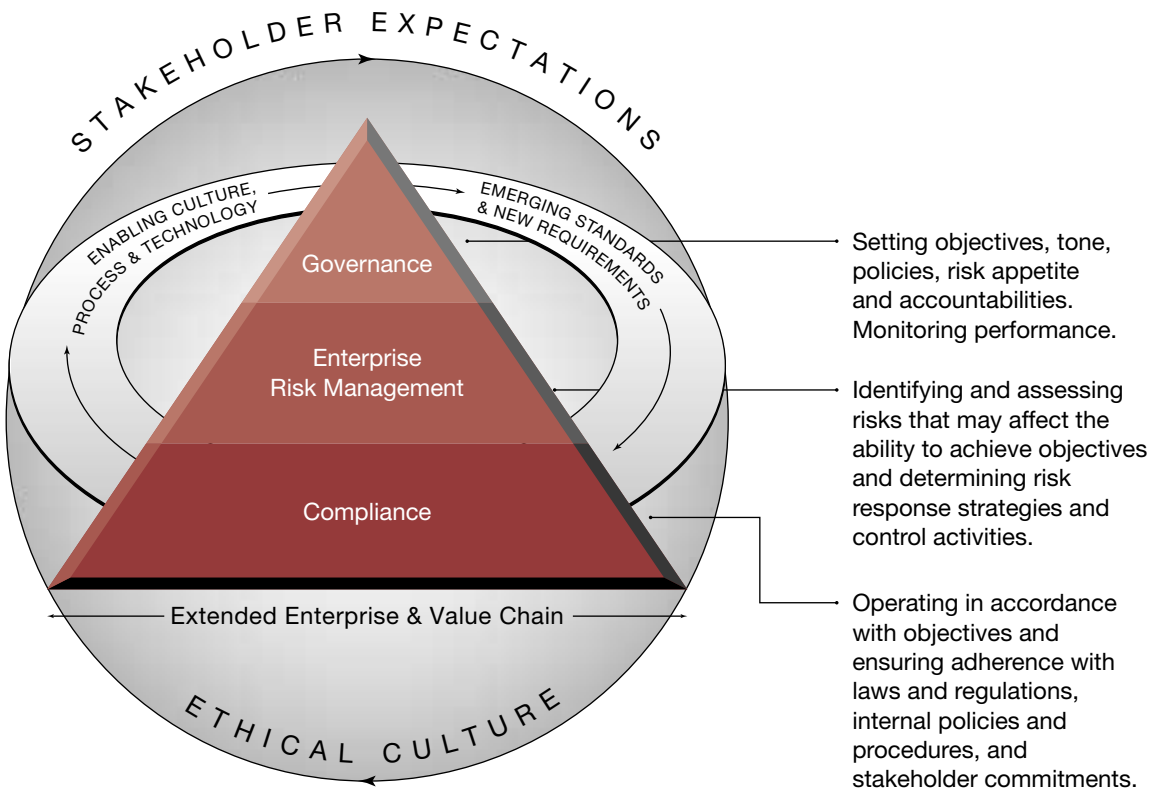 STAKEHOLDER EXPECTATIONS
ENABLING CULTURE,
PROCESS & TECHNOLOGY
EMERGING STANDARDS
& NEW REQUIREMENTS
Governance
Enterprise
Risk Management
Compliance
Extended Enterprise & Value Chain
ETHICAL CULTURE
Setting objectives, tone,
policies, risk appetite
and accountabilities.
Monitoring performance.
Identifying and assessing
risks that may affect the
ability to achieve objectives
and determining risk
response strategies and
control activities.
Operating in accordance
with objectives and
ensuring adherence with
laws and regulations,
internal policies and
procedures, and
stakeholder commitments.